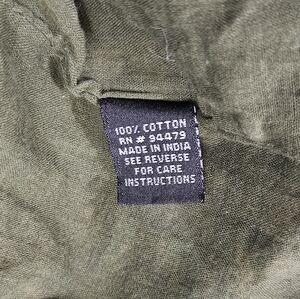 100% COTTON
RN # 94479
MADE IN INDIA
SEE REVERSE
FOR CARE
INSTRUCTIONS